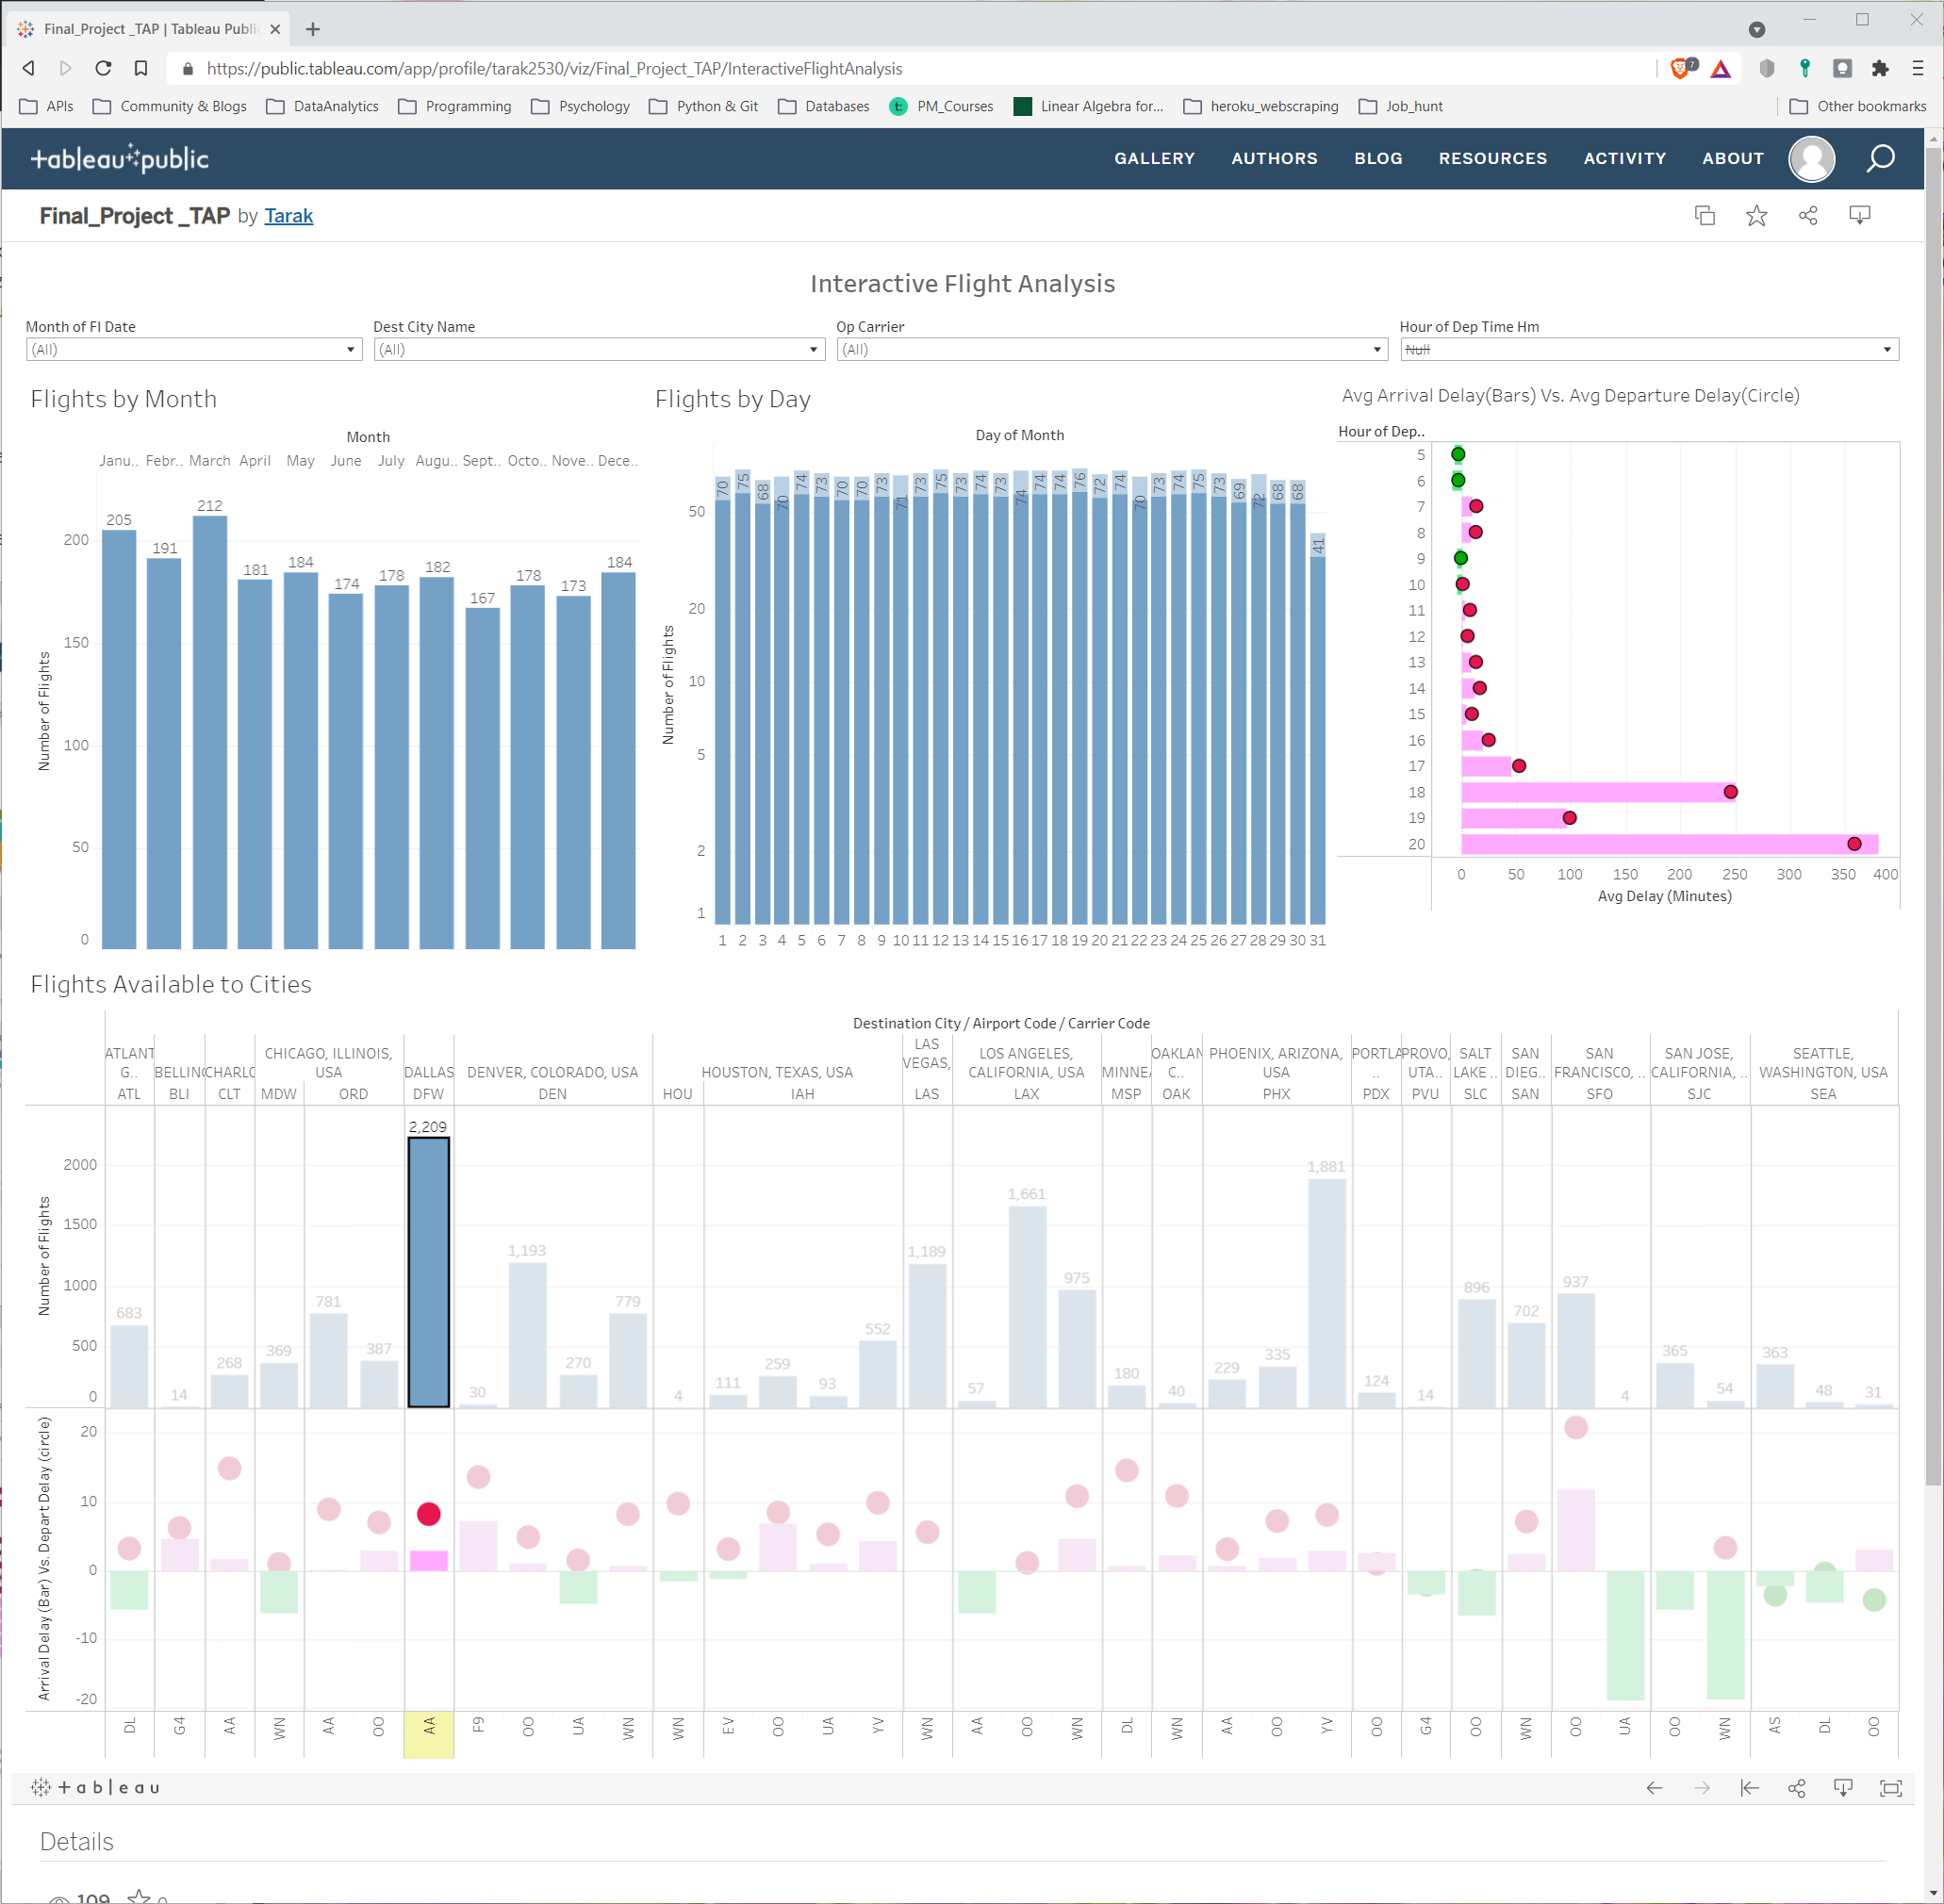 Final_Project _TAP | Tableau Public
https://public.tableau.com/app/profile/tarak2530/viz/Final_Project_TAP/InteractiveFlightAnalysis
7
APIs Community & Blogs DataAnalytics Programming Psychology Python & Git Databases t: PM_Courses Linear Algebra for... heroku_webscraping Job_hunt Other bookmarks
+ableau public GALLERY AUTHORS BLOG RESOURCES ACTIVITY ABOUT
Final_Project _TAP by Tarak
Interactive Flight Analysis
Month of Fl Date Dest City Name Op Carrier Hour of Dep Time Hm
(All) (All) (All) Null
Flights by Month
Month
Janu.. Febr.. March April May June July Augu.. Sept.. Octo.. Nove.. Dece..
205 191 212 181 184 174 178 182 167 178 173 184
200
150
100
50
0
Number of Flights
Flights by Day
Day of Month
70 75 68 70 74 73 70 70 73 71 73 75 73 74 73 74 74 74 76 72 74 70 73 74 75 73 69 72 68 68 41
50
20
10
5
2
1
Number of Flights
1 2 3 4 5 6 7 8 9 10 11 12 13 14 15 16 17 18 19 20 21 22 23 24 25 26 27 28 29 30 31
Avg Arrival Delay(Bars) Vs. Avg Departure Delay(Circle)
Hour of Dep..
5
6
7
8
9
10
11
12
13
14
15
16
17
18
19
20
0 50 100 150 200 250 300 350 400
Avg Delay (Minutes)
Flights Available to Cities
Destination City / Airport Code / Carrier Code
ATLANT G.. BELLING CHARLO CHICAGO, ILLINOIS, USA DALLAS DENVER, COLORADO, USA HOUSTON, TEXAS, USA LAS VEGAS, LOS ANGELES, CALIFORNIA, USA MINNEA OAKLAN C.. PHOENIX, ARIZONA, USA PORTLA .. PROVO, UTA.. SALT LAKE .. SAN DIEG.. SAN FRANCISCO, .. SAN JOSE, CALIFORNIA, .. SEATTLE, WASHINGTON, USA
ATL BLI CLT MDW ORD DFW DEN HOU IAH LAS LAX MSP OAK PHX PDX PVU SLC SAN SFO SJC SEA
683 14 268 369 781 387 2,209 30 1,193 270 779 4 111 259 93 552 1,189 57 1,661 975 180 40 229 335 1,881 124 14 896 702 937 4 365 54 363 48 31
2000
1500
1000
500
0
Number of Flights
20
10
0
-10
-20
Arrival Delay (Bar) Vs. Depart Delay (circle)
DL G4 AA WN AA OO AA F9 OO UA WN WN EV OO UA YV WN AA OO WN DL WN AA OO YV OO G4 OO WN OO UA OO WN AS DL OO
+ableau
Details
109